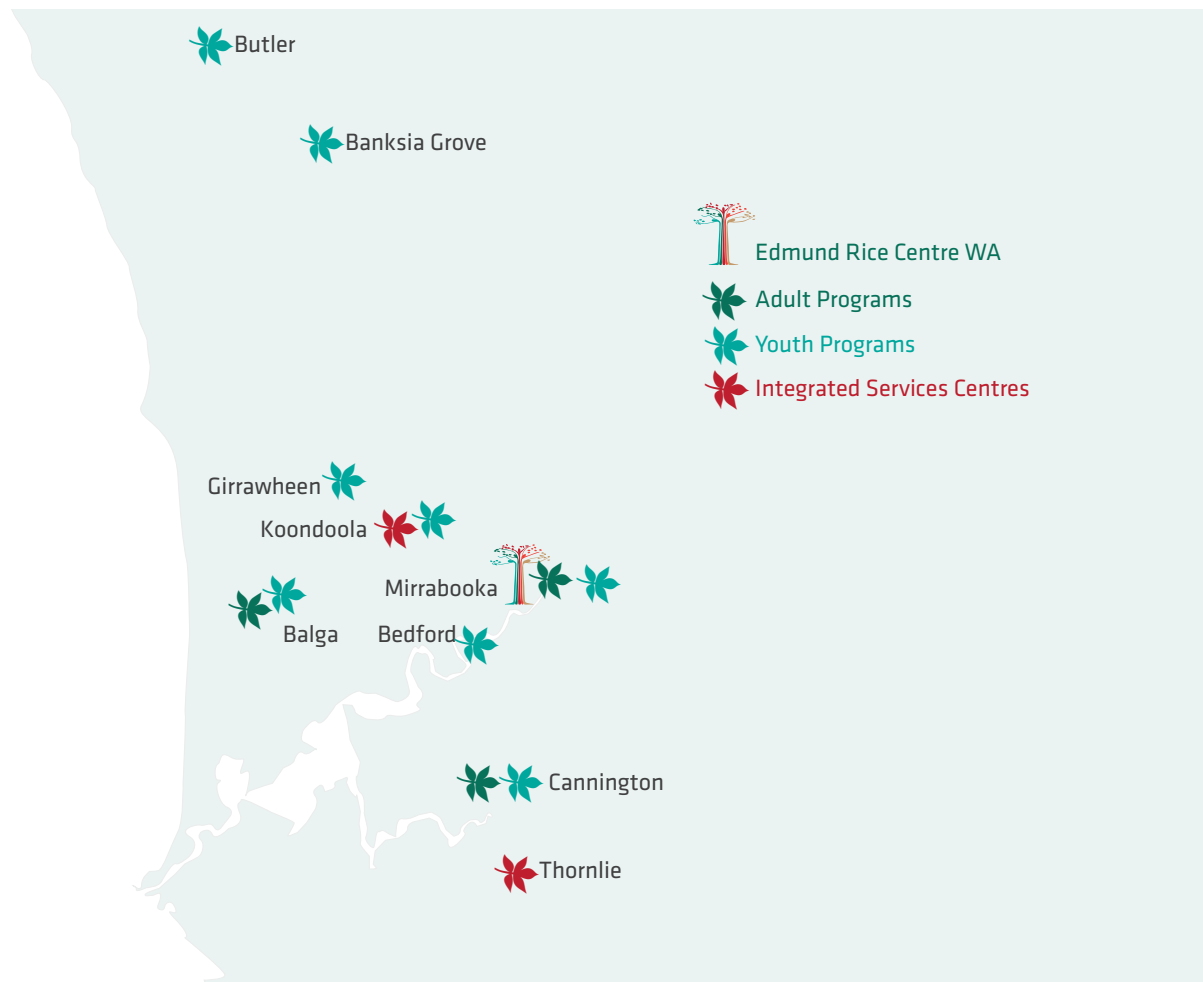 Butler
Banksia Grove
Edmund Rice Centre WA
Adult Programs
Youth Programs
Integrated Services Centres
Girrawheen
Koondoola
Mirrabooka
Balga
Bedford
Cannington
Thornlie